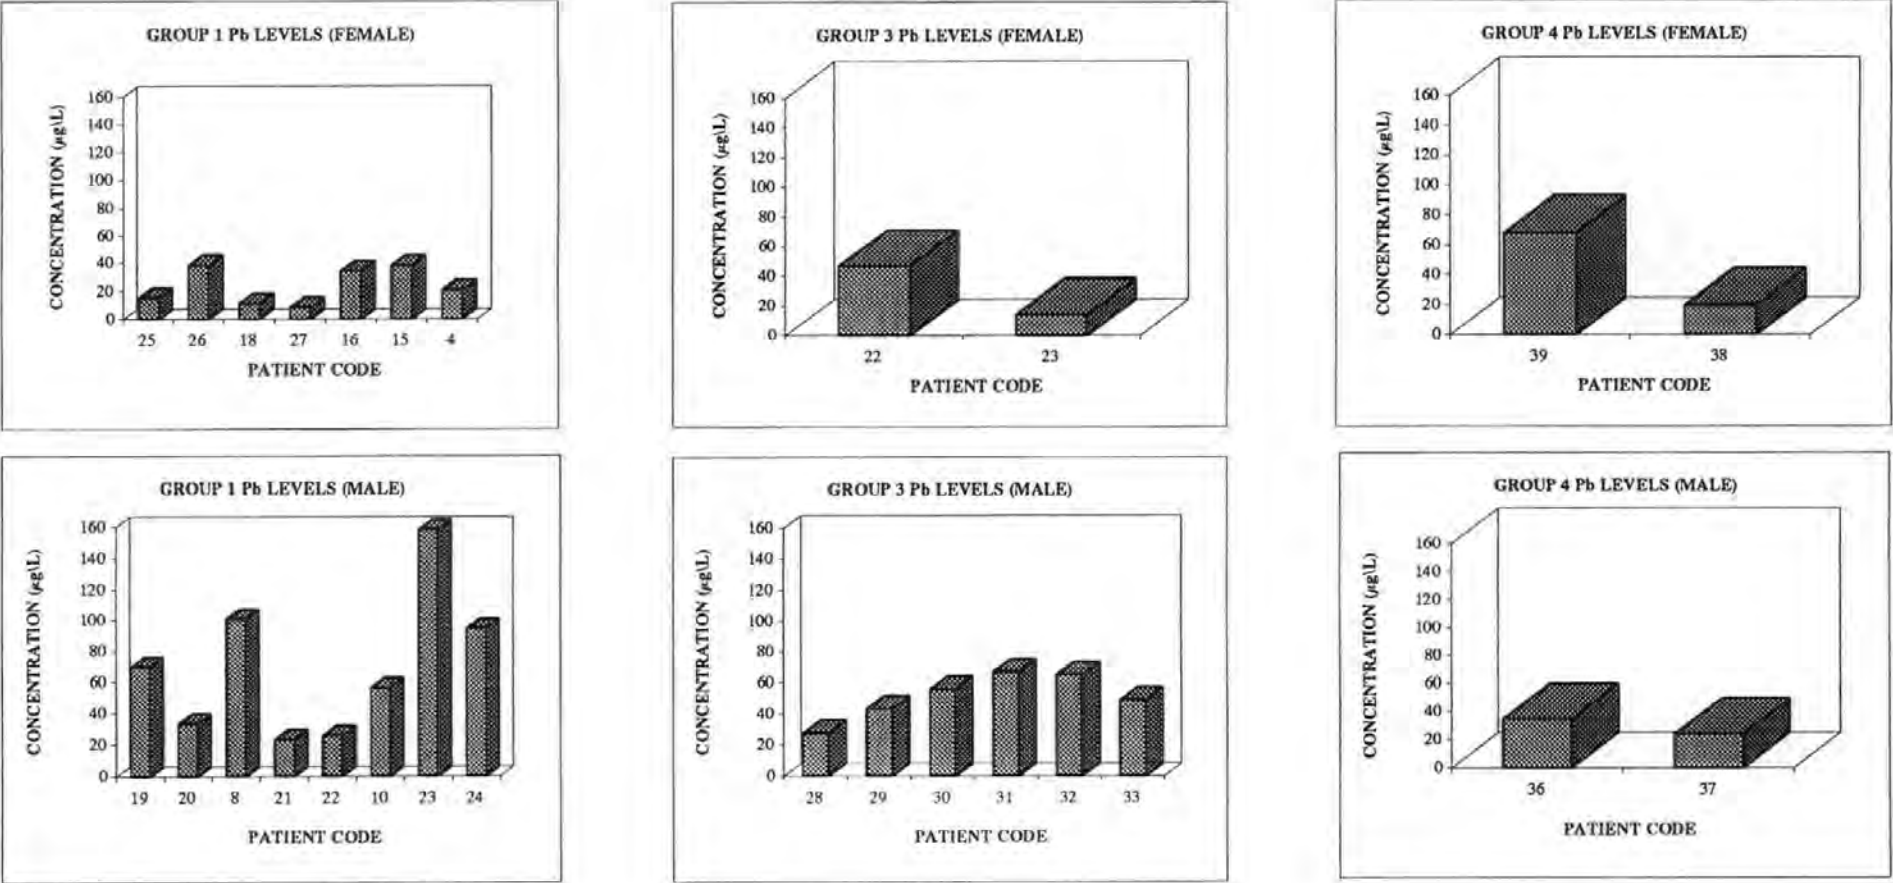 GROUP 1 Pb LEVELS (FEMALE)
CONCENTRATION (µg\L)
160
140
120
100
80
60
40
20
0
25 26 18 27 16 15 4
PATIENT CODE
GROUP 3 Pb LEVELS (FEMALE)
CONCENTRATION (µg\L)
160
140
120
100
80
60
40
20
0
22 23
PATIENT CODE
GROUP 4 Pb LEVELS (FEMALE)
CONCENTRATION (µg\L)
160
140
120
100
80
60
40
20
0
39 38
PATIENT CODE
GROUP 1 Pb LEVELS (MALE)
CONCENTRATION (µg\L)
160
140
120
100
80
60
40
20
0
19 20 8 21 22 10 23 24
PATIENT CODE
GROUP 3 Pb LEVELS (MALE)
CONCENTRATION (µg\L)
160
140
120
100
80
60
40
20
0
28 29 30 31 32 33
PATIENT CODE
GROUP 4 Pb LEVELS (MALE)
CONCENTRATION (µg\L)
160
140
120
100
80
60
40
20
0
36 37
PATIENT CODE